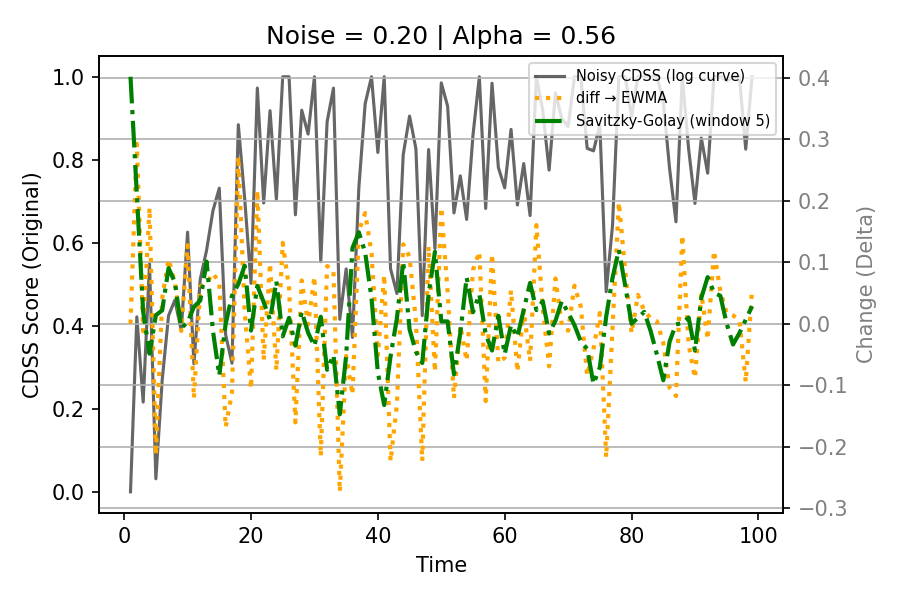 Noise = 0.20 | Alpha = 0.56
Noisy CDSS (log curve)
diff → EWMA
Savitzky-Golay (window 5)
CDSS Score (Original)
1.0
0.8
0.6
0.4
0.2
0.0
0.4
0.3
0.2
0.1
0.0
−0.1
−0.2
−0.3
Change (Delta)
0 20 40 60 80 100
Time